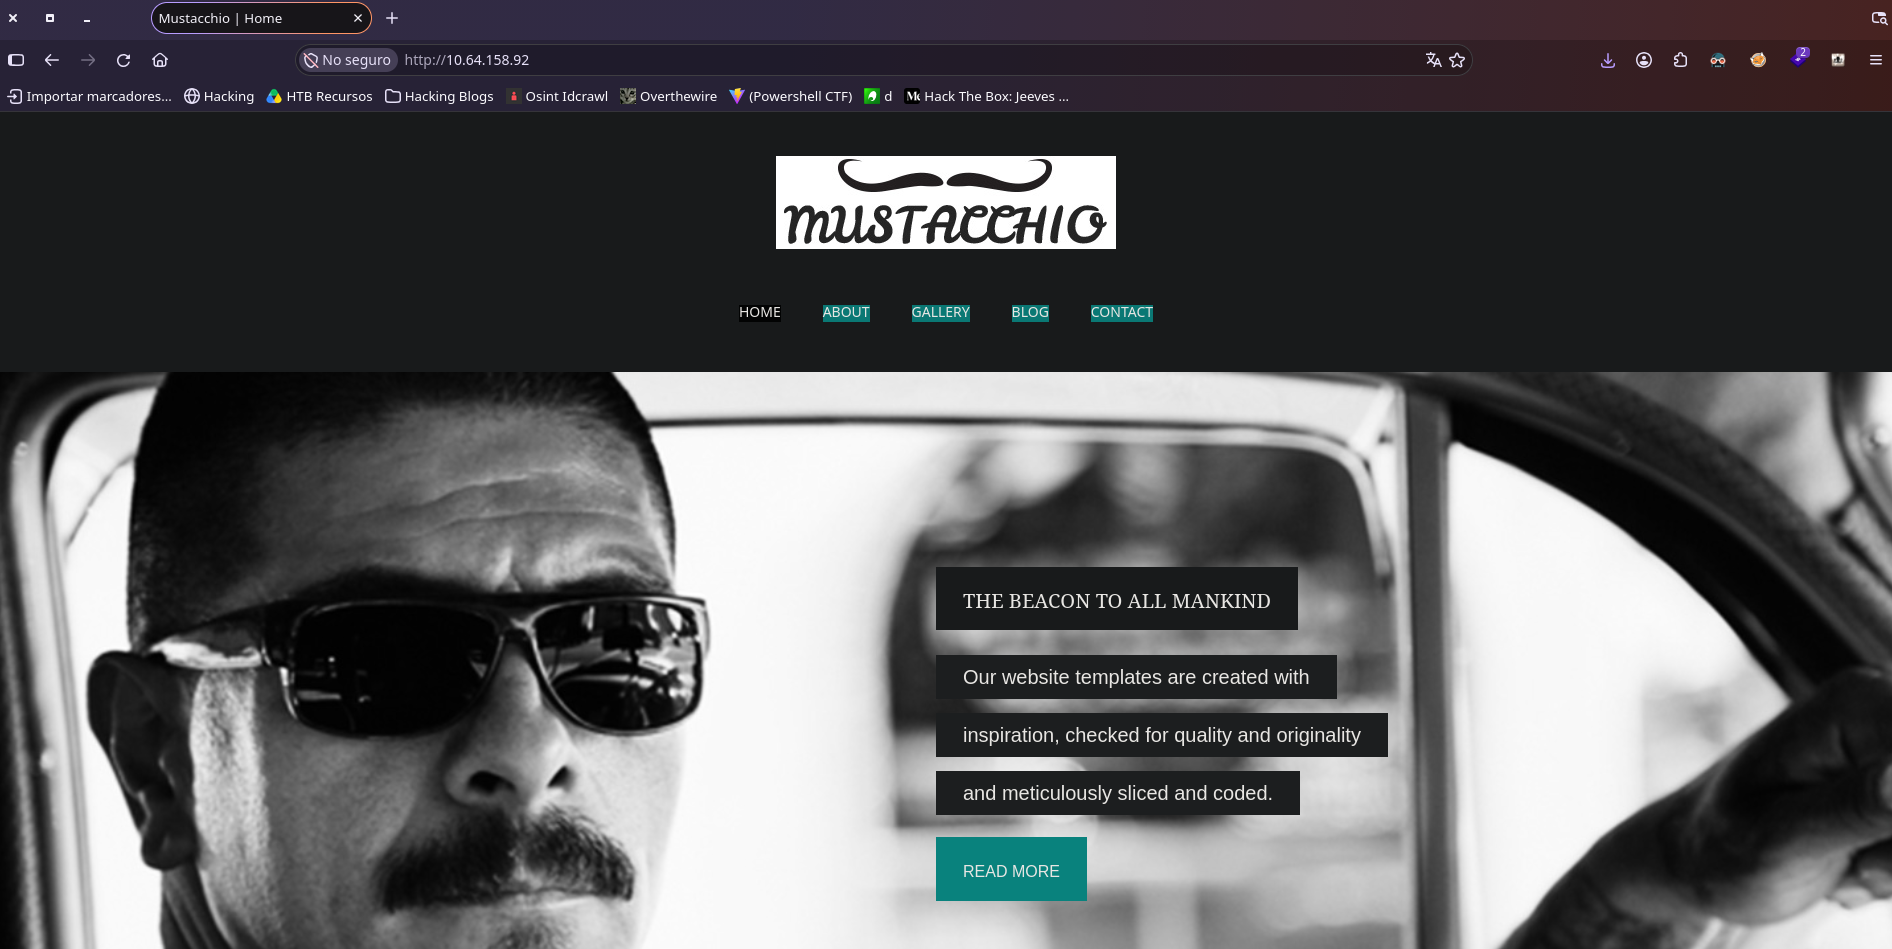 Mustacchio | Home
No seguro http://10.64.158.92
2
Importar marcadores... Hacking HTB Recursos Hacking Blogs Osint Idcrawl Overthewire (Powershell CTF) d Hack The Box: Jeeves ...
MUSTACCHIO
HOME ABOUT GALLERY BLOG CONTACT
THE BEACON TO ALL MANKIND
Our website templates are created with
inspiration, checked for quality and originality
and meticulously sliced and coded.
READ MORE